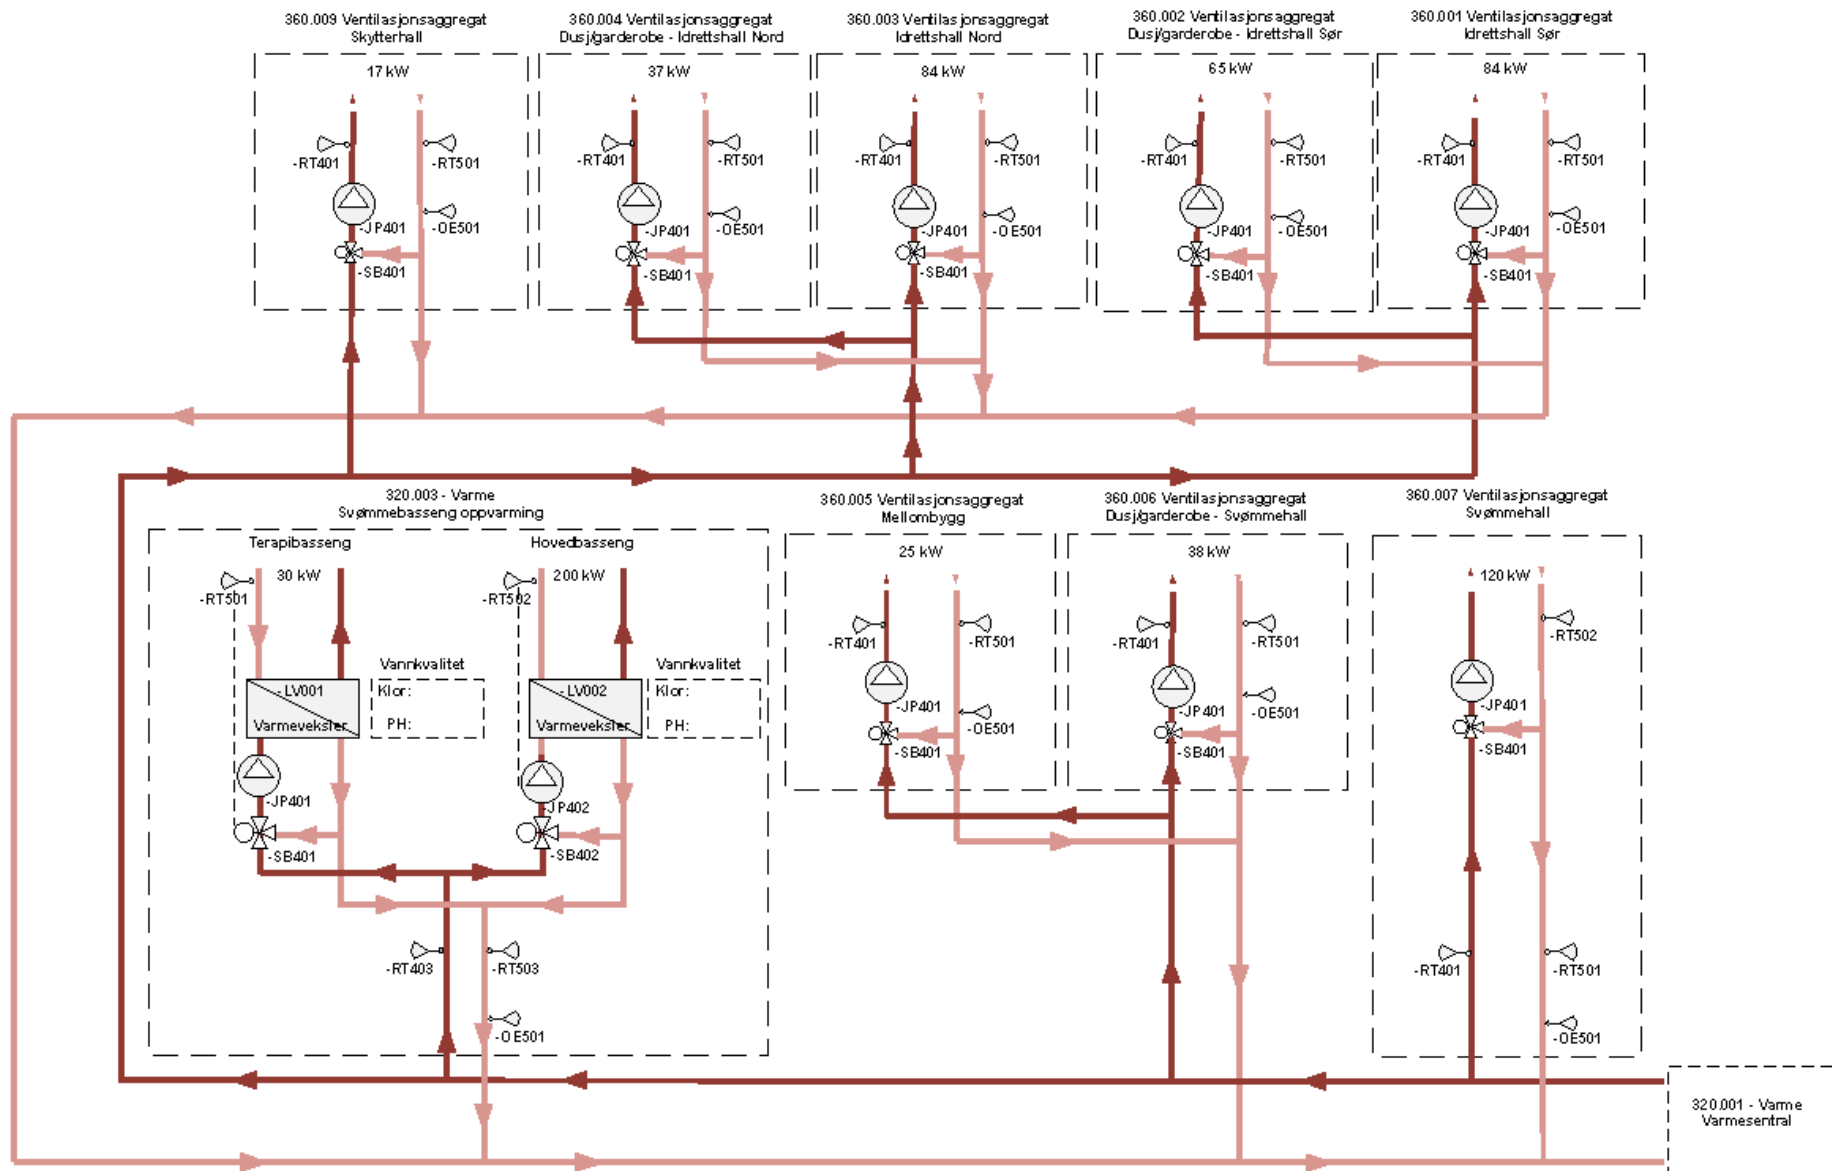 360.009 Ventilasjonsaggregat
Skytterhall
360.004 Ventilasjonsaggregat
Dusj/garderobe - Idrettshall Nord
360.003 Ventilasjonsaggregat
Idrettshall Nord
360.002 Ventilasjonsaggregat
Dusj/garderobe - Idrettshall Sør
360.001 Ventilasjonsaggregat
Idrettshall Sør
17 kW
37 kW
84 kW
65 kW
84 kW
-RT401
-RT501
-RT401
-RT501
-RT401
-RT501
-RT401
-RT501
-RT401
-RT501
-JP401
-OE501
-JP401
-OE501
-JP401
-OE501
-JP401
-OE501
-JP401
-OE501
-SB401
-SB401
-SB401
-SB401
-SB401
320.003 - Varme
Svømmebasseng oppvarming
360.005 Ventilasjonsaggregat
Mellombygg
360.006 Ventilasjonsaggregat
Dusj/garderobe - Svømmehall
360.007 Ventilasjonsaggregat
Svømmehall
Terapibasseng
Hovedbasseng
30 kW
200 kW
25 kW
38 kW
120 kW
-RT501
-RT502
-RT401
-RT501
-RT401
-RT501
-RT502
Vannkvalitet
Vannkvalitet
-LV001
Varmeveksler
Klor:
PH:
-LV002
Varmeveksler
Klor:
PH:
-JP401
-OE501
-JP401
-OE501
-JP401
-SB401
-SB401
-SB401
-JP401
-JP402
-SB401
-SB402
-RT403
-RT503
-RT401
-RT501
-OE501
-OE501
320.001 - Varme
Varmesentral